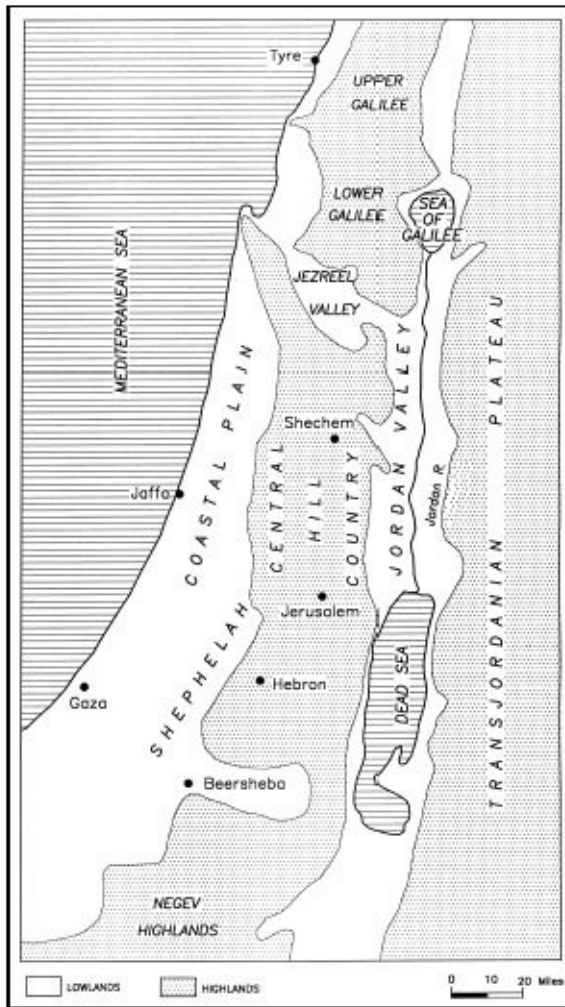 Tyre
UPPER
GALILEE
LOWER
GALILEE
SEA
OF
GALILEE
MEDITERRANEAN SEA
JEZREEL
VALLEY
COASTAL PLAIN
Shechem
CENTRAL
HILL
COUNTRY
JORDAN VALLEY
Jordan R.
TRANSJORDANIAN PLATEAU
Jaffa
Jerusalem
SHEPHELAH
Hebron
DEAD SEA
Gaza
Beersheba
NEGEV
HIGHLANDS
LOWLANDS
HIGHLANDS
0 10 20 Miles